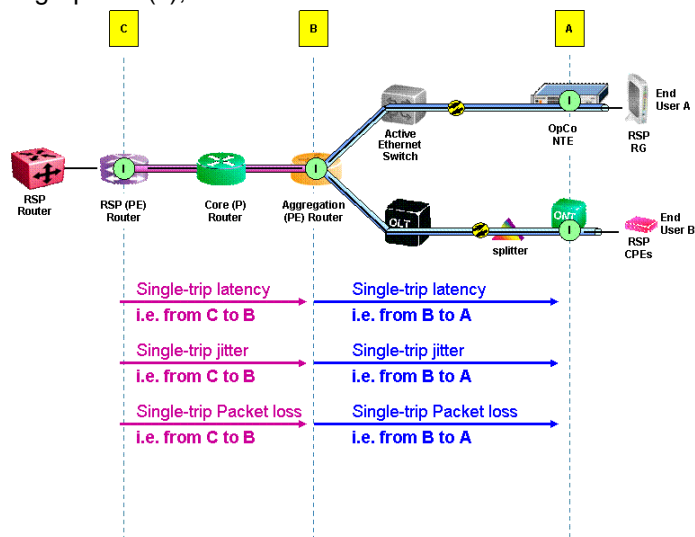 C
B
A
Active
Ethernet
Switch
OpCo
NTE
RSP
RG
End
User A
RSP
Router
RSP (PE)
Router
Core (P)
Router
Aggregation
(PE) Router
OLT
splitter
ONT
RSP
CPEs
End
User B
I
I
I
I
Single-trip latency
i.e. from C to B
Single-trip latency
i.e. from B to A
Single-trip jitter
i.e. from C to B
Single-trip jitter
i.e. from B to A
Single-trip Packet loss
i.e. from C to B
Single-trip Packet loss
i.e. from B to A